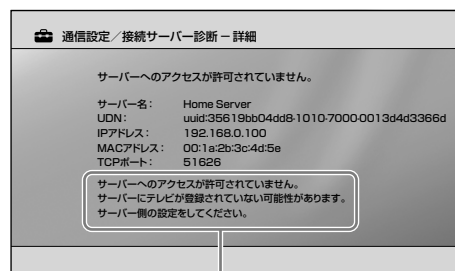 通信設定／接続サーバー診断－詳細
サーバーへのアクセスが許可されていません。
サーバー名： Home Server
UDN： uuid:35619bb04dd8-1010-7000-0013d4d3366d
IPアドレス： 192.168.0.100
MACアドレス： 00:1a:2b:3c:4d:5e
TCPポート： 51626
サーバーへのアクセスが許可されていません。
サーバーにテレビが登録されていない可能性があります。
サーバー側の設定をしてください。